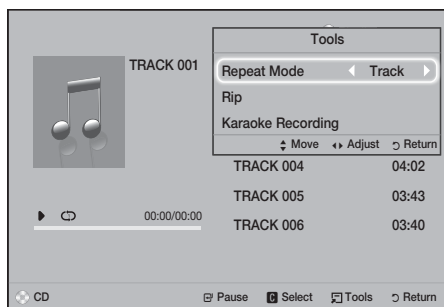 Tools
TRACK 001
Repeat Mode Track
Rip
Karaoke Recording
Move Adjust Return
TRACK 004 04:02
TRACK 005 03:43
00:00/00:00
TRACK 006 03:40
CD Pause C Select Tools Return